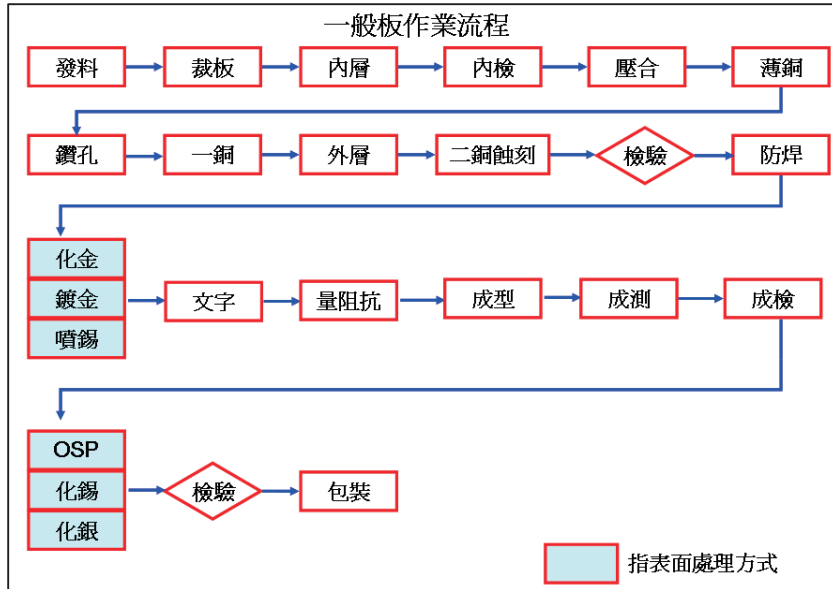 一般板作業流程
發料 裁板 內層 內檢 壓合 薄銅
鑽孔 一銅 外層 二銅蝕刻 檢驗 防焊
化金
鍍金 文字 量阻抗 成型 成測 成檢
噴錫
OSP
化錫 檢驗 包裝
化銀
指表面處理方式